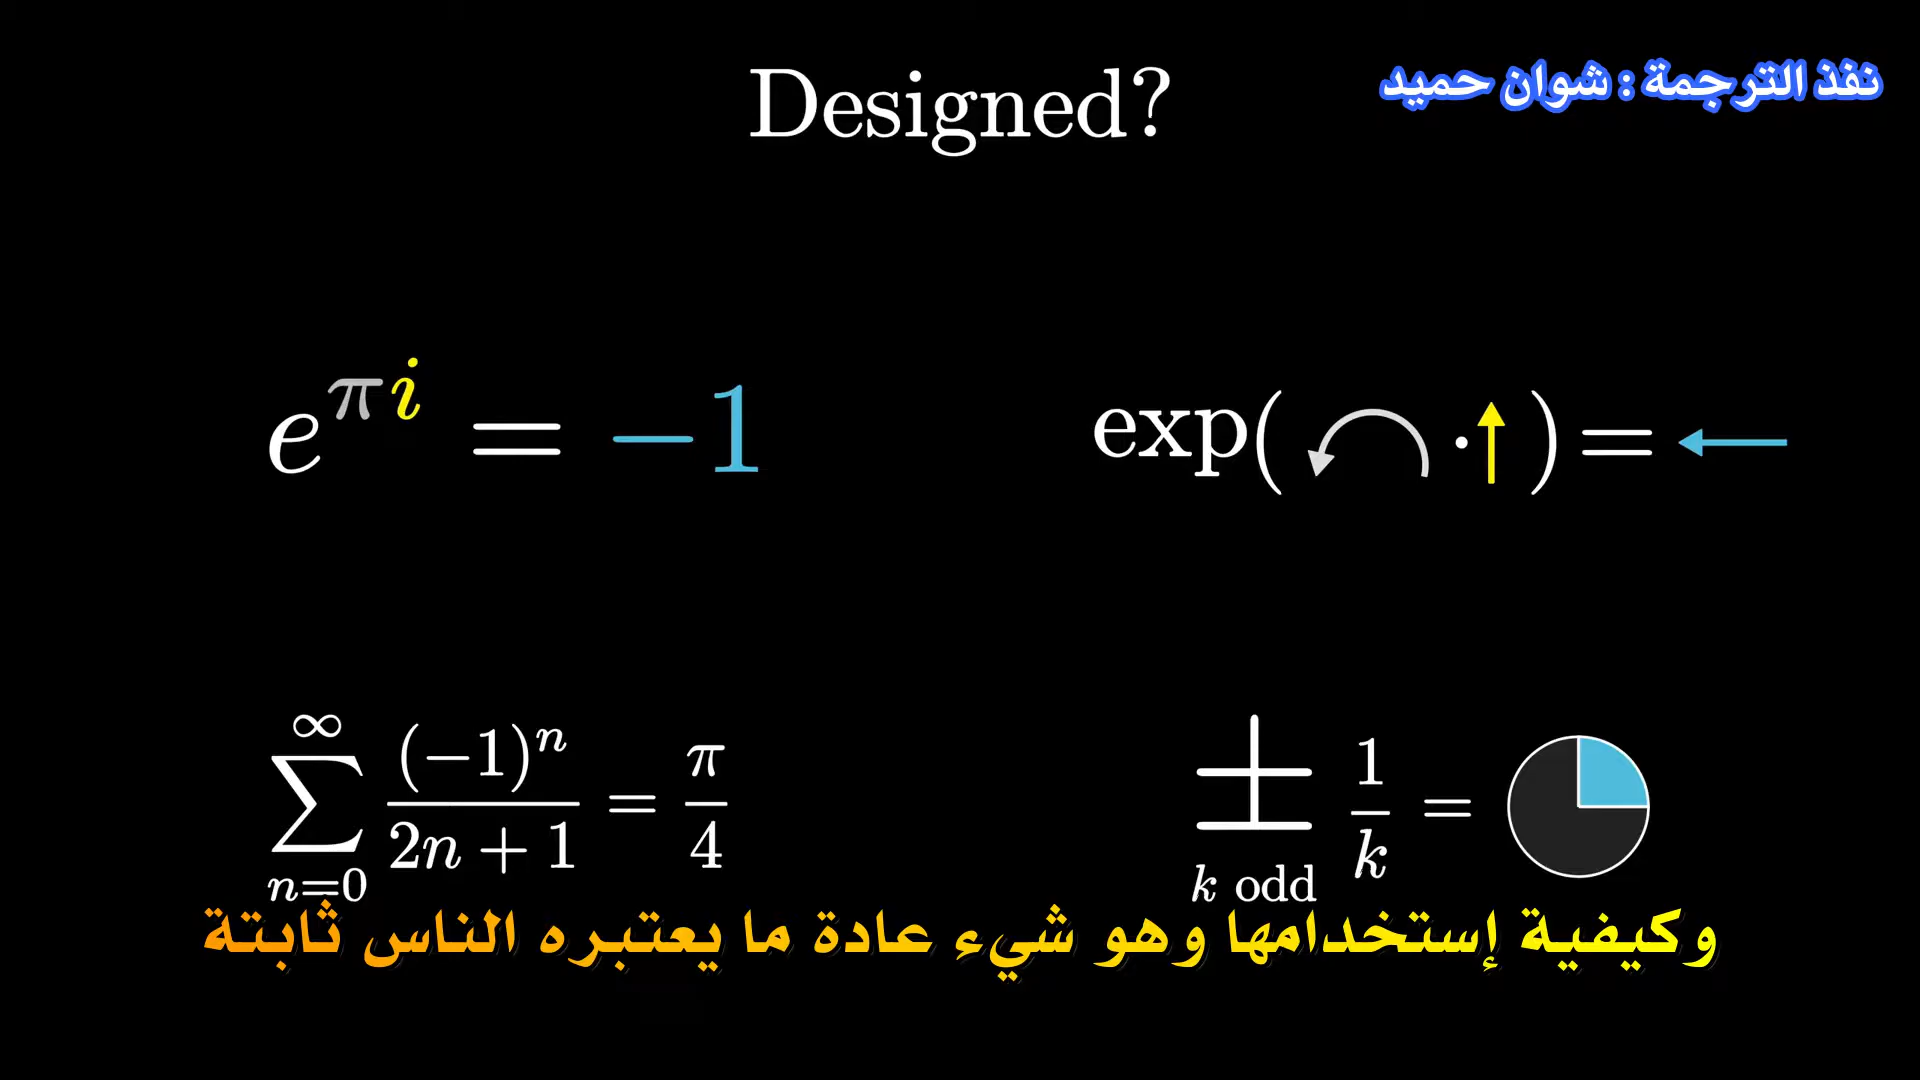 Designed?
نفذ الترجمة : شوان حميد
e^{πi} = −1
exp( · ) =
∑_{n=0}^{∞} (−1)^n / (2n + 1) = π/4
k odd 1/k =
وكيفية إستخدامها وهو شيء عادة ما يعتبره الناس ثابتة